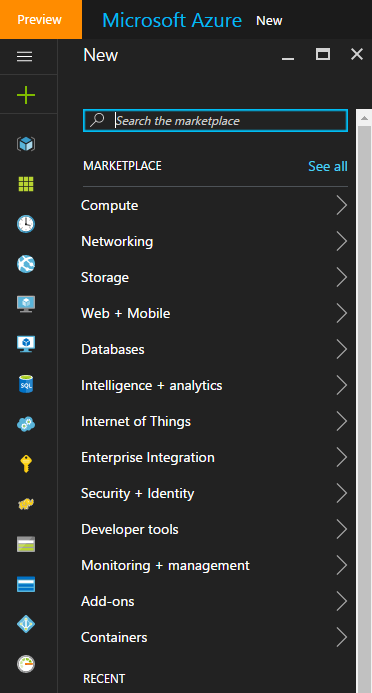 Preview
Microsoft Azure New
New
Search the marketplace
MARKETPLACE See all
Compute
Networking
Storage
Web + Mobile
Databases
Intelligence + analytics
Internet of Things
Enterprise Integration
Security + Identity
Developer tools
Monitoring + management
Add-ons
Containers
RECENT
SQL